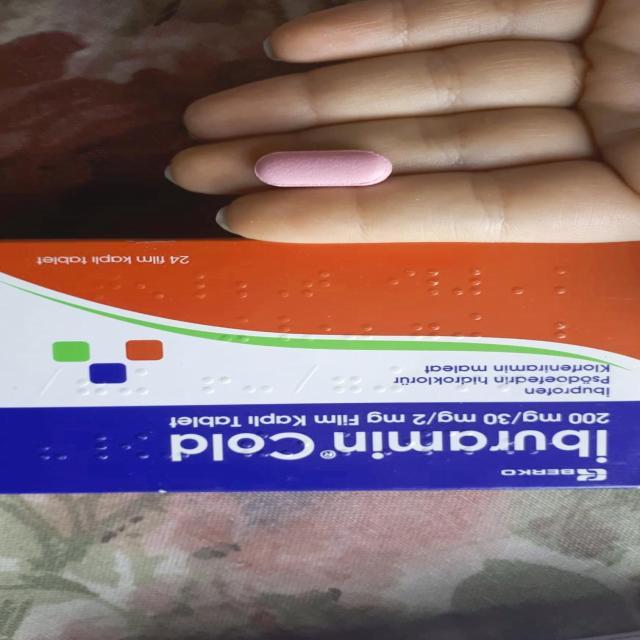 BERKO
iburamin® Cold
200 mg/30 mg/2 mg Film Kaplı Tablet
İbuprofen
Psödoefedrin hidroklorür
Klorfeniramin maleat
24 film kaplı tablet